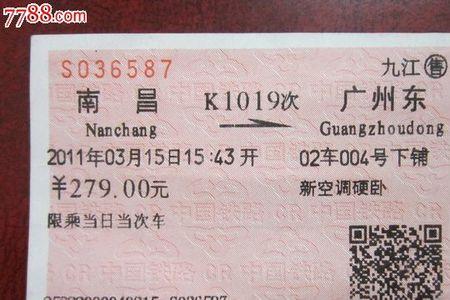 7788.com
S036587
九江售
南昌 K1019次 广州东
Nanchang Guangzhoudong
2011年03月15日15:43开 02车004号下铺
￥279.00元 新空调硬卧
限乘当日当次车